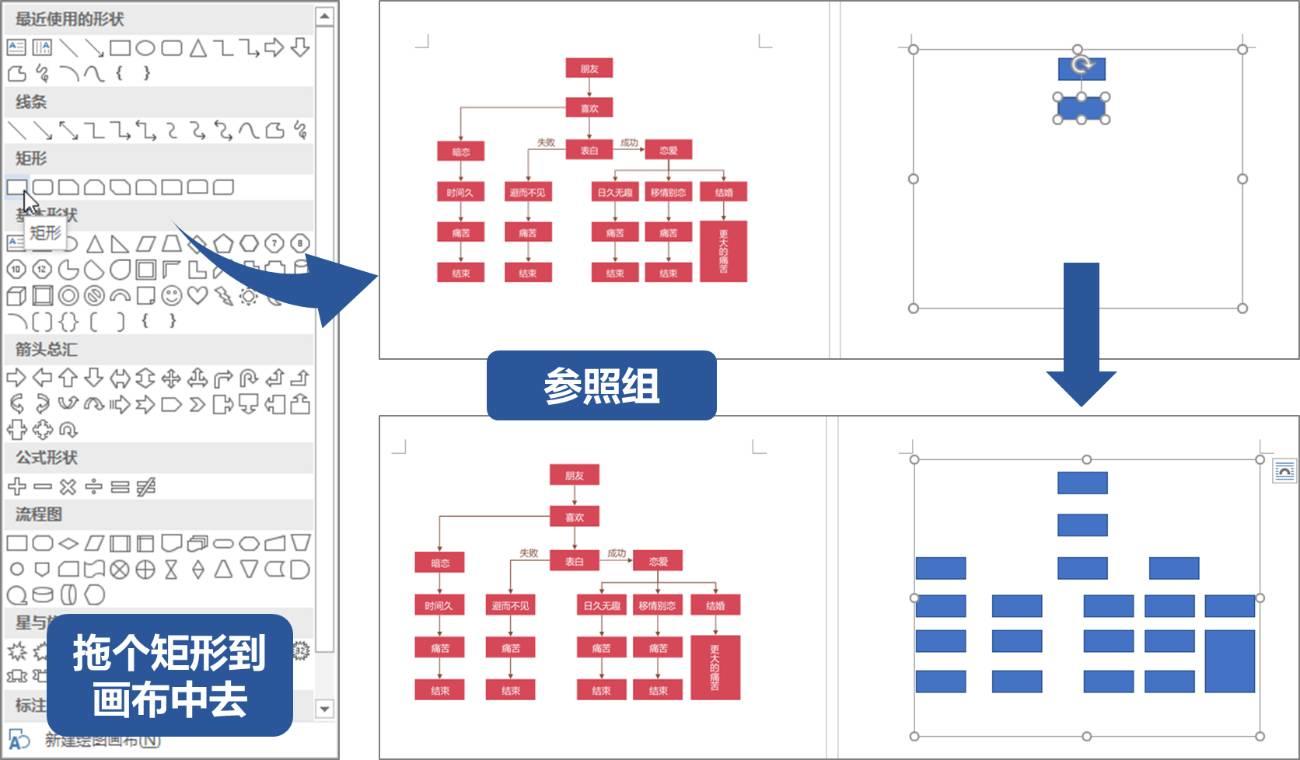 最近使用的形状
线条
矩形
矩形
基本形状
箭头总汇
公式形状
流程图
星与
标注
新建绘图画布(N)
拖个矩形到
画布中去
朋友
喜欢
失败
成功
暗恋
表白
恋爱
时间久
避而不见
日久无趣
移情别恋
结婚
痛苦
痛苦
痛苦
痛苦
更大的痛苦
结束
结束
结束
结束
参照组
朋友
喜欢
失败
成功
暗恋
表白
恋爱
时间久
避而不见
日久无趣
移情别恋
结婚
痛苦
痛苦
痛苦
痛苦
更大的痛苦
结束
结束
结束
结束